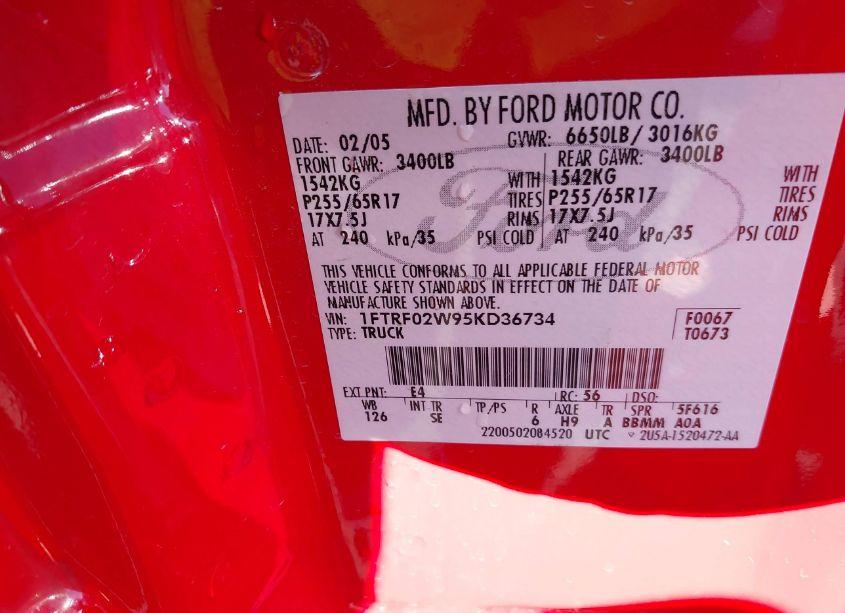 MFD. BY FORD MOTOR CO.
DATE: 02/05 GVWR: 6650LB/ 3016KG
FRONT GAWR: 3400LB REAR GAWR: 3400LB
1542KG WITH 1542KG WITH
P255/65R17 TIRES P255/65R17 TIRES
17X7.5J RIMS 17X7.5J RIMS
AT 240 kPa/35 PSI COLD AT 240 kPa/35 PSI COLD
Ford
THIS VEHICLE CONFORMS TO ALL APPLICABLE FEDERAL MOTOR
VEHICLE SAFETY STANDARDS IN EFFECT ON THE DATE OF
MANUFACTURE SHOWN ABOVE.
VIN: 1FTRF02W95KD36734 F0067
TYPE: TRUCK T0673
EXT PNT: E4 RC: 56 DSO:
WB INT TR TP/PS R AXLE TR SPR 5F616
126 SE 6 H9 A BBMM AOA
2200502084520 UTC 2U5A-1520472-AA